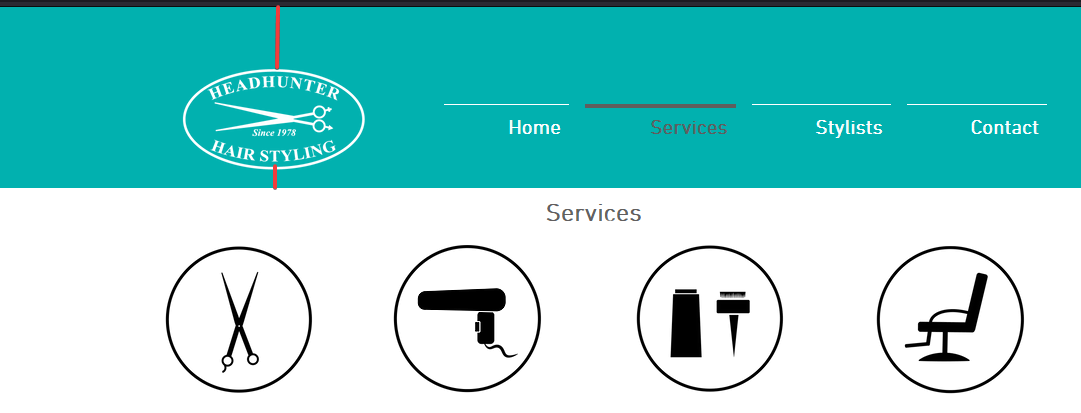 HEADHUNTER
Since 1978
HAIR STYLING
Home
Services
Stylists
Contact
Services